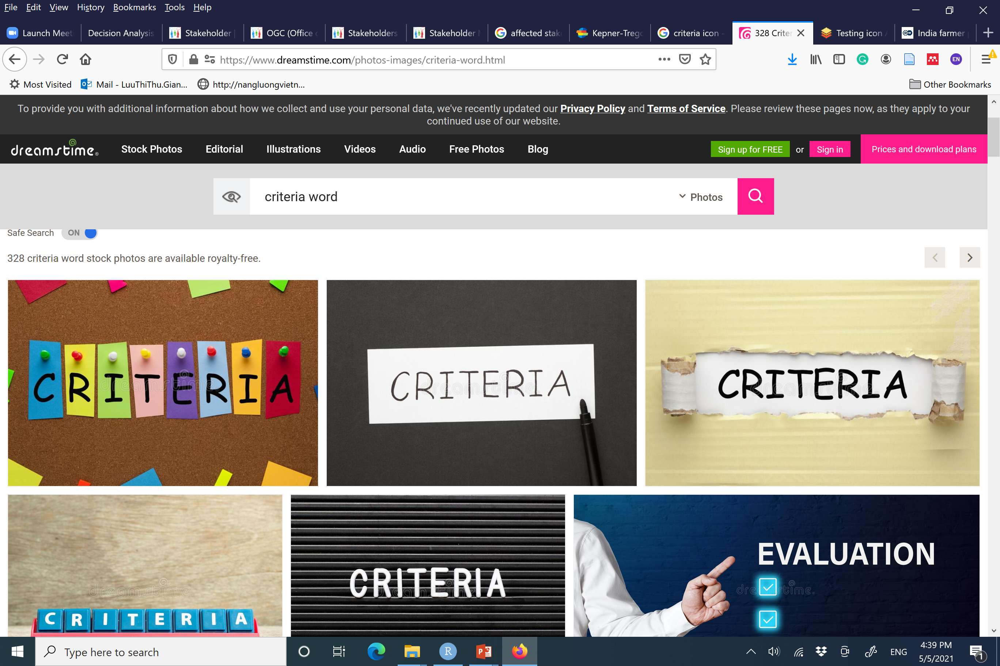 File Edit View History Bookmarks Tools Help
Launch Meet
Decision Analysis
Stakeholder
OGC (Office
Stakeholders
Stakeholder
affected stak
Kepner-Trego
criteria icon -
328 Criter
Testing icon
India farmer
https://www.dreamstime.com/photos-images/criteria-word.html
EN
Most Visited
Mail - LuuThiThu.Gian...
http://nangluongvietn...
Other Bookmarks
To provide you with additional information about how we collect and use your personal data, we've recently updated our Privacy Policy and Terms of Service. Please review these pages now, as they apply to your
continued use of our website.
dreamstime®
Stock Photos Editorial Illustrations Videos Audio Free Photos Blog
Sign up for FREE or Sign in Prices and download plans
criteria word
Photos
Safe Search ON
328 criteria word stock photos are available royalty-free.
CRITERIA
CRITERIA
CRITERIA
CRITERIA
CRITERIA
EVALUATION
dreamstime
dreamstime.
Type here to search
R
P
ENG
4:39 PM
5/5/2021
1